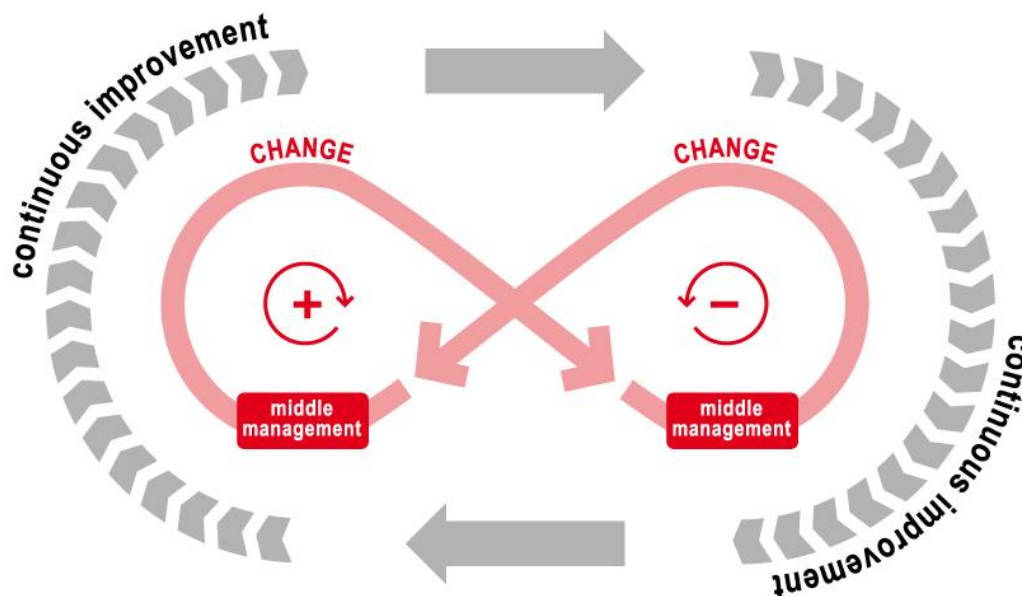 continuous improvement
CHANGE
CHANGE
+
−
middle
management
middle
management
continuous improvement